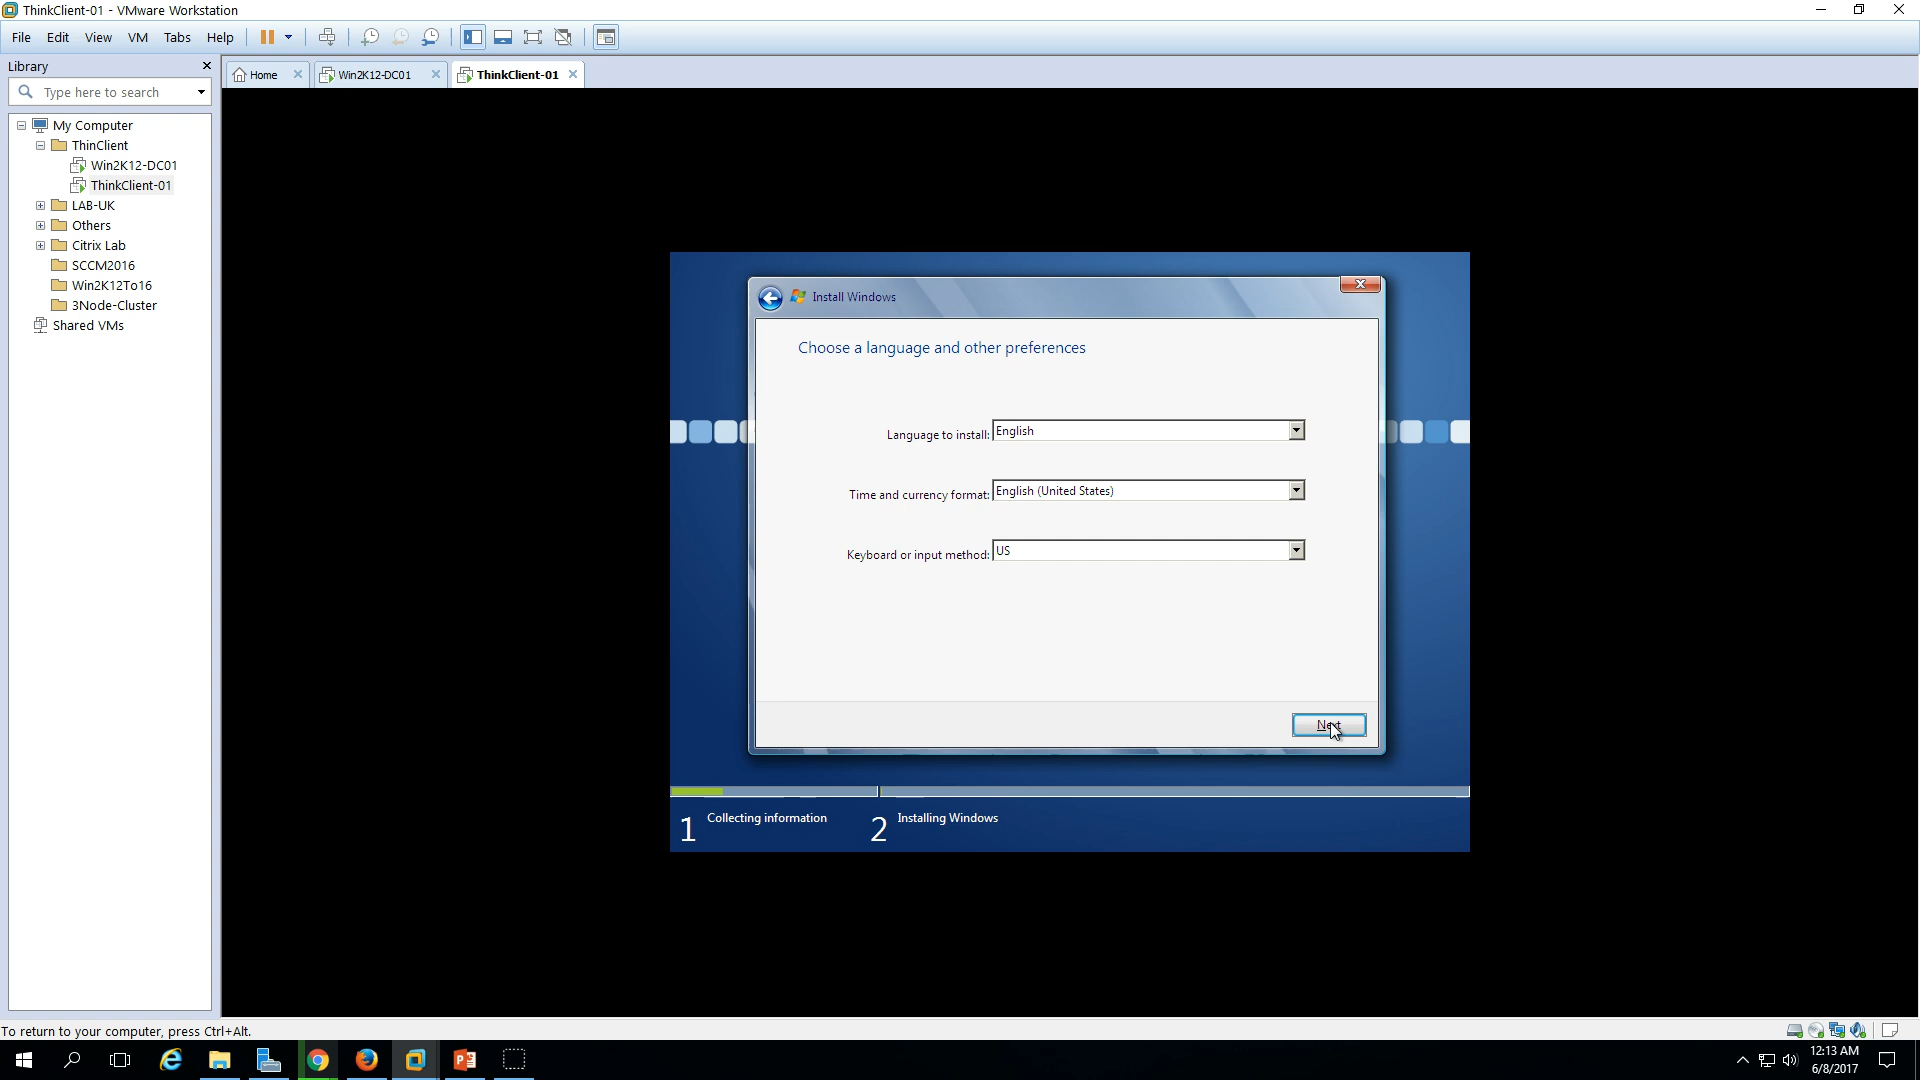 ThinkClient-01 - VMware Workstation
File Edit View VM Tabs Help
Library
Type here to search
My Computer
ThinClient
Win2K12-DC01
ThinkClient-01
LAB-UK
Others
Citrix Lab
SCCM2016
Win2K12To16
3Node-Cluster
Shared VMs
Home Win2K12-DC01 ThinkClient-01
Install Windows
Choose a language and other preferences
Language to install: English
Time and currency format: English (United States)
Keyboard or input method: US
Next
1 Collecting information 2 Installing Windows
To return to your computer, press Ctrl+Alt.
12:13 AM
6/8/2017